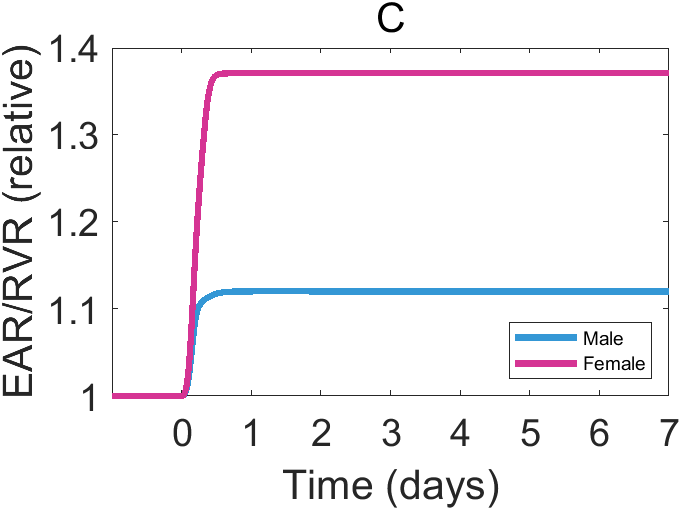 C
EAR/RVR (relative)
1.4
1.3
1.2
1.1
1
0 1 2 3 4 5 6 7
Time (days)
Male
Female